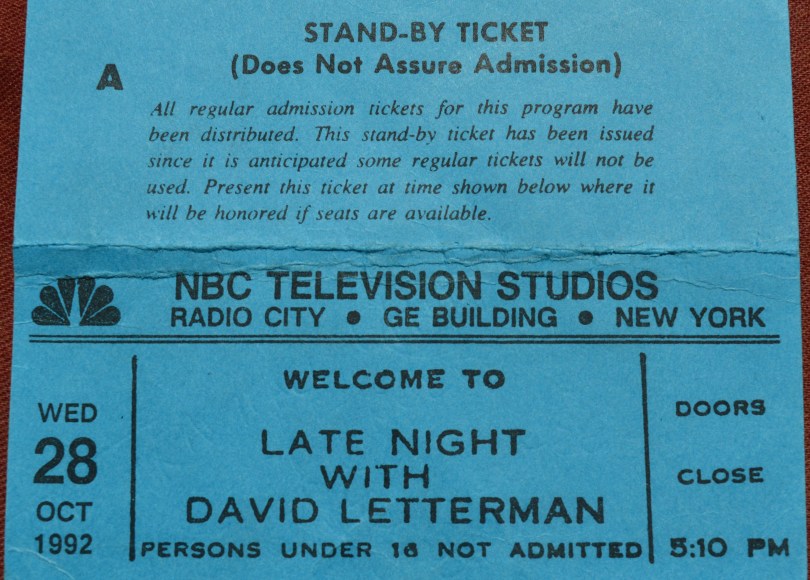 STAND-BY TICKET
(Does Not Assure Admission)
A
All regular admission tickets for this program have
been distributed. This stand-by ticket has been issued
since it is anticipated some regular tickets will not be
used. Present this ticket at time shown below where it
will be honored if seats are available.
NBC TELEVISION STUDIOS
RADIO CITY ● GE BUILDING ● NEW YORK
WED
28
OCT
1992
WELCOME TO
LATE NIGHT
WITH
DAVID LETTERMAN
PERSONS UNDER 16 NOT ADMITTED
DOORS
CLOSE
5:10 PM